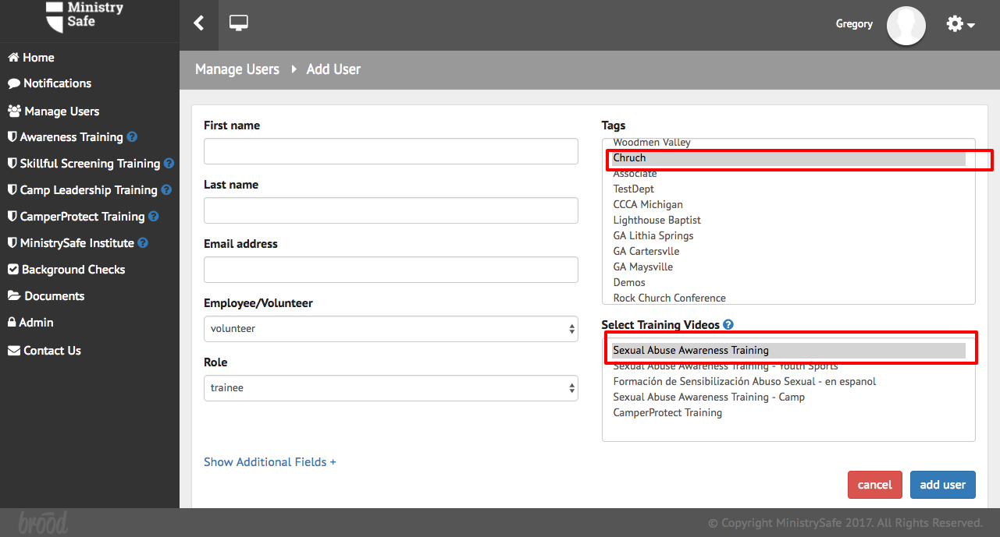 Ministry
Safe
Gregory
Home
Notifications
Manage Users
Awareness Training ?
Skillful Screening Training ?
Camp Leadership Training ?
CamperProtect Training ?
MinistrySafe Institute ?
Background Checks
Documents
Admin
Contact Us
Manage Users Add User
First name
Last name
Email address
Employee/Volunteer
volunteer
Role
trainee
Show Additional Fields +
Tags
Woodmen Valley
Chruch
Associate
TestDept
CCCA Michigan
Lighthouse Baptist
GA Lithia Springs
GA Cartersvlle
GA Maysville
Demos
Rock Church Conference
Select Training Videos ?
Sexual Abuse Awareness Training
Sexual Abuse Awareness Training - Youth Sports
Formación de Sensibilización Abuso Sexual - en espanol
Sexual Abuse Awareness Training - Camp
CamperProtect Training
cancel add user
brōōd
© Copyright MinistrySafe 2017. All Rights Reserved.